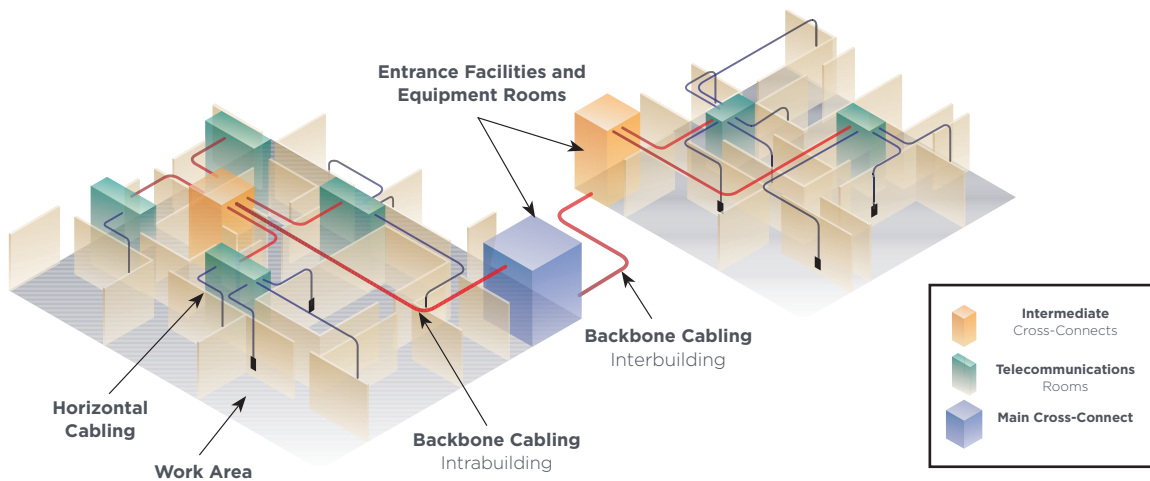 Entrance Facilities and
Equipment Rooms
Backbone Cabling
Interbuilding
Horizontal
Cabling
Backbone Cabling
Intrabuilding
Work Area
Intermediate
Cross-Connects
Telecommunications
Rooms
Main Cross-Connect